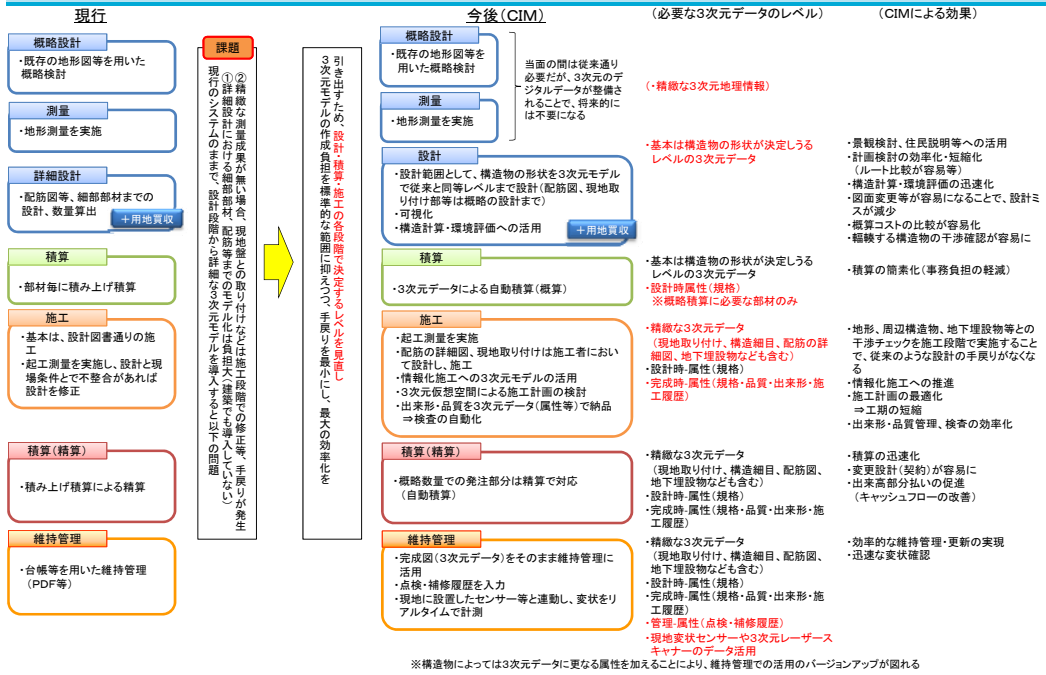 現行
概略設計
・既存の地形図等を用いた
概略検討
測量
・地形測量を実施
詳細設計
・配筋図等、細部部材までの
設計、数量算出
＋用地買収
積算
・部材毎に積み上げ積算
施工
・基本は、設計図書通りの施
工
・起工測量を実施し、設計と現
場条件とで不整合があれば
設計を修正
積算（精算）
・積み上げ積算による精算
維持管理
・台帳等を用いた維持管理
（PDF等）
課題
現行のシステムのままで、設計段階から詳細な3次元モデルを導入すると以下の問題
①詳細設計における細部部材、配筋等までのモデル化は負担大（建築でも導入していない）
②精緻な測量成果が無い場合、現地盤との取り付けなどは施工段階での修正等、手戻りが発生
3次元モデルの作成負担を標準的な範囲に抑えつつ、手戻りを最小にし、最大の効率化を
引き出すため、設計・積算・施工の各段階で決定するレベルを見直し
今後（CIM）
概略設計
・既存の地形図等を
用いた概略検討
測量
・地形測量を実施
当面の間は従来通り
必要だが、3次元のデ
ジタルデータが整備さ
れることで、将来的に
は不要になる
設計
・設計範囲として、構造物の形状を3次元モデル
で従来と同等レベルまで設計（配筋図、現地取
り付け部等は概略の設計まで）
・可視化
・構造計算・環境評価への活用
＋用地買収
積算
・3次元データによる自動積算（概算）
施工
・起工測量を実施
・配筋の詳細図、現地取り付けは施工者におい
て設計し、施工
・情報化施工への3次元モデルの活用
・3次元仮想空間による施工計画の検討
・出来形・品質を3次元データ（属性等）で納品
⇒検査の自動化
積算（精算）
・概略数量での発注部分は精算で対応
（自動積算）
維持管理
・完成図（3次元データ）をそのまま維持管理に
活用
・点検・補修履歴を入力
・現地に設置したセンサー等と連動し、変状をリ
アルタイムで計測
（必要な3次元データのレベル）
（・精緻な3次元地理情報）
・基本は構造物の形状が決定しうる
レベルの3次元データ
・基本は構造物の形状が決定しうる
レベルの3次元データ
・設計時属性（規格）
※概略積算に必要な部材のみ
・精緻な3次元データ
（現地取り付け、構造細目、配筋の詳
細図、地下埋設物なども含む）
・設計時-属性（規格）
・完成時-属性（規格・品質・出来形・施
工履歴）
・精緻な3次元データ
（現地取り付け、構造細目、配筋図、
地下埋設物なども含む）
・設計時-属性（規格）
・完成時-属性（規格・品質・出来形・施
工履歴）
・精緻な3次元データ
（現地取り付け、構造細目、配筋図、
地下埋設物なども含む）
・設計時-属性（規格）
・完成時-属性（規格・品質・出来形・施
工履歴）
・管理-属性（点検・補修履歴）
・現地変状センサーや3次元レーザース
キャナーのデータ活用
（CIMによる効果）
・景観検討、住民説明等への活用
・計画検討の効率化・短縮化
（ルート比較が容易等）
・構造計算・環境評価の迅速化
・図面変更等が容易になることで、設計ミ
スが減少
・概算コストの比較が容易化
・輻輳する構造物の干渉確認が容易に
・積算の簡素化（事務負担の軽減）
・地形、周辺構造物、地下埋設物等との
干渉チェックを施工段階で実施すること
で、従来のような設計の手戻りがなくな
る
・情報化施工への推進
・施工計画の最適化
⇒工期の短縮
・出来形・品質管理、検査の効率化
・積算の迅速化
・変更設計（契約）が容易に
・出来高部分払いの促進
（キャッシュフローの改善）
・効率的な維持管理・更新の実現
・迅速な変状確認
※構造物によっては3次元データに更なる属性を加えることにより、維持管理での活用のバージョンアップが図れる